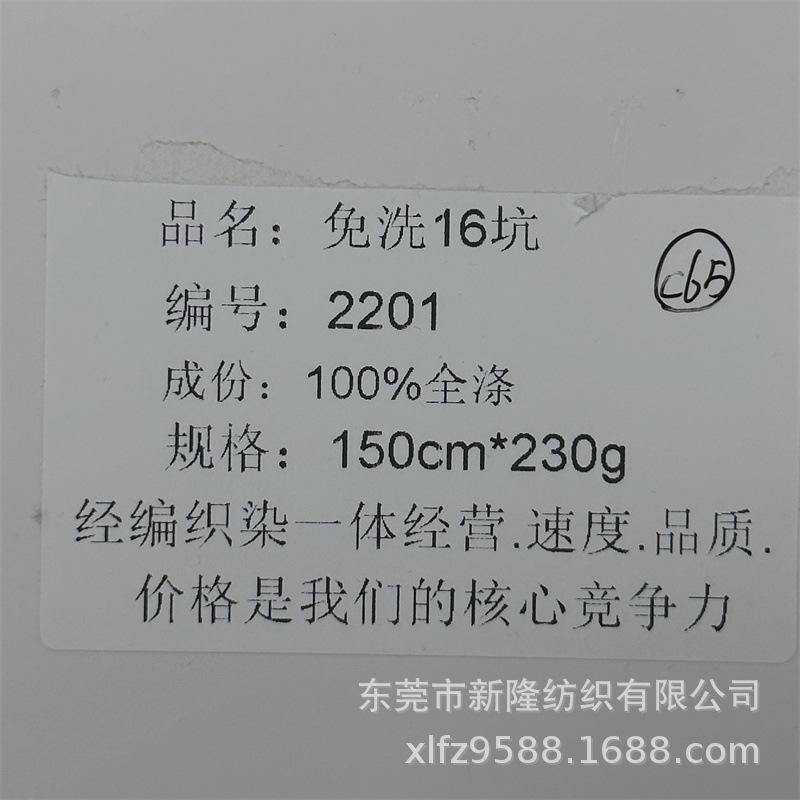 品名：免洗16坑
c65
编号：2201
成份：100%全涤
规格：150cm*230g
经编织染一体经营.速度.品质.
价格是我们的核心竞争力
东莞市新隆纺织有限公司
xlfz9588.1688.com